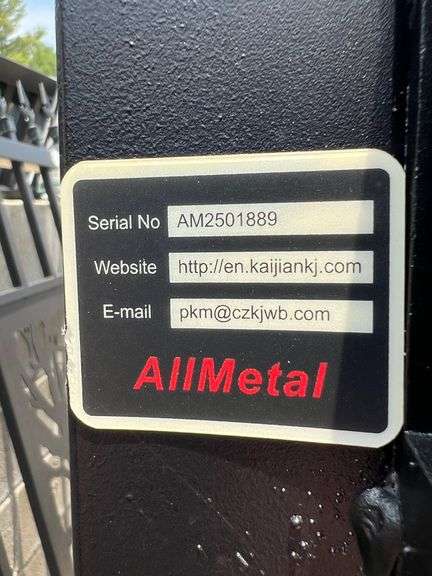 Serial No AM2501889
Website http://en.kaijiankj.com
E-mail pkm@czkjwb.com
AllMetal